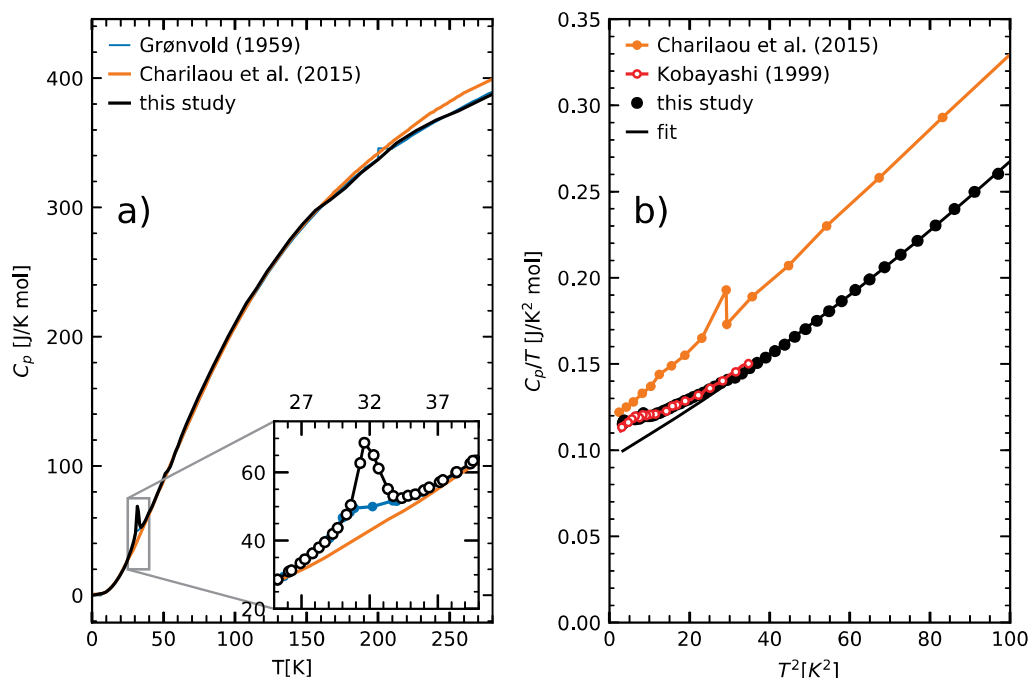 Grønvold (1959)
Charilaou et al. (2015)
this study
a)
C_p [J/K mol]
400
300
200
100
0
0 50 100 150 200 250
T[K]
27 32 37
60
40
20
Charilaou et al. (2015)
Kobayashi (1999)
this study
fit
b)
C_p/T [J/K² mol]
0.35
0.30
0.25
0.20
0.15
0.10
0.05
0.00
0 20 40 60 80 100
T²[K²]